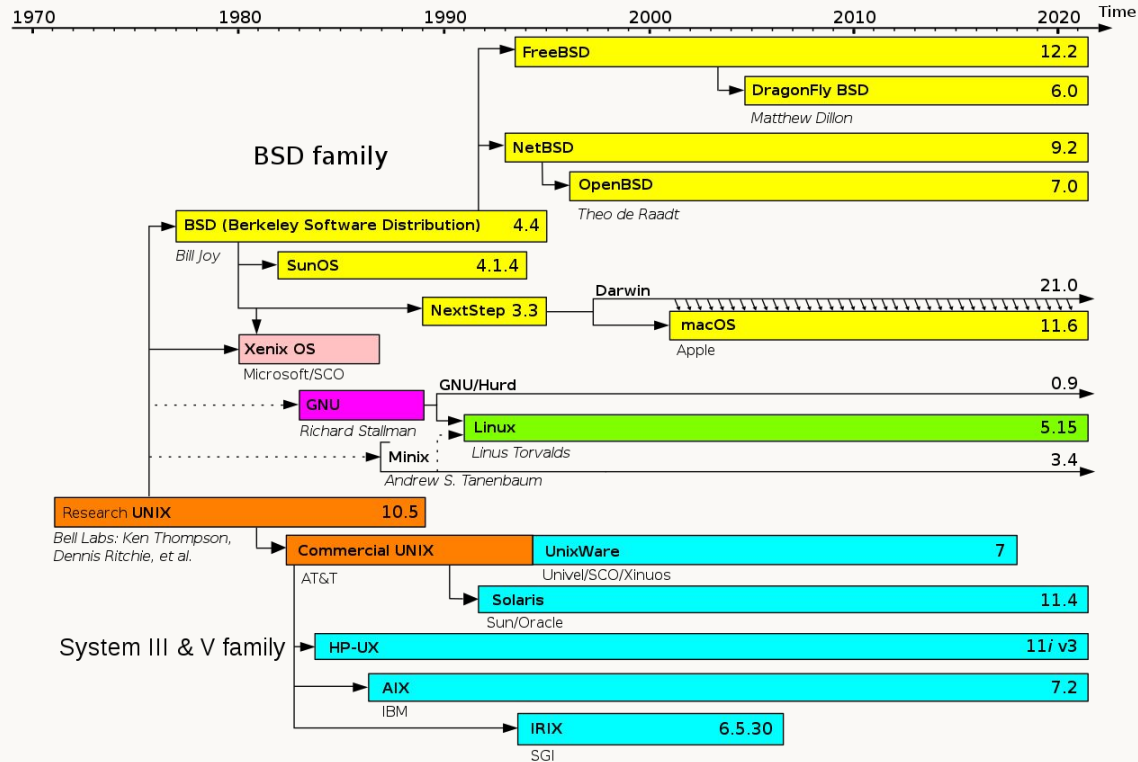 1970 1980 1990 2000 2010 2020 Time
FreeBSD 12.2
DragonFly BSD 6.0
Matthew Dillon
BSD family
NetBSD 9.2
OpenBSD 7.0
Theo de Raadt
BSD (Berkeley Software Distribution) 4.4
Bill Joy
SunOS 4.1.4
Darwin 21.0
NextStep 3.3
macOS 11.6
Apple
Xenix OS
Microsoft/SCO
GNU/Hurd 0.9
GNU
Richard Stallman
Linux 5.15
Linus Torvalds
Minix 3.4
Andrew S. Tanenbaum
Research UNIX 10.5
Bell Labs: Ken Thompson,
Dennis Ritchie, et al.
Commercial UNIX
AT&T
UnixWare 7
Univel/SCO/Xinuos
Solaris 11.4
Sun/Oracle
System III & V family
HP-UX 11i v3
AIX 7.2
IBM
IRIX 6.5.30
SGI